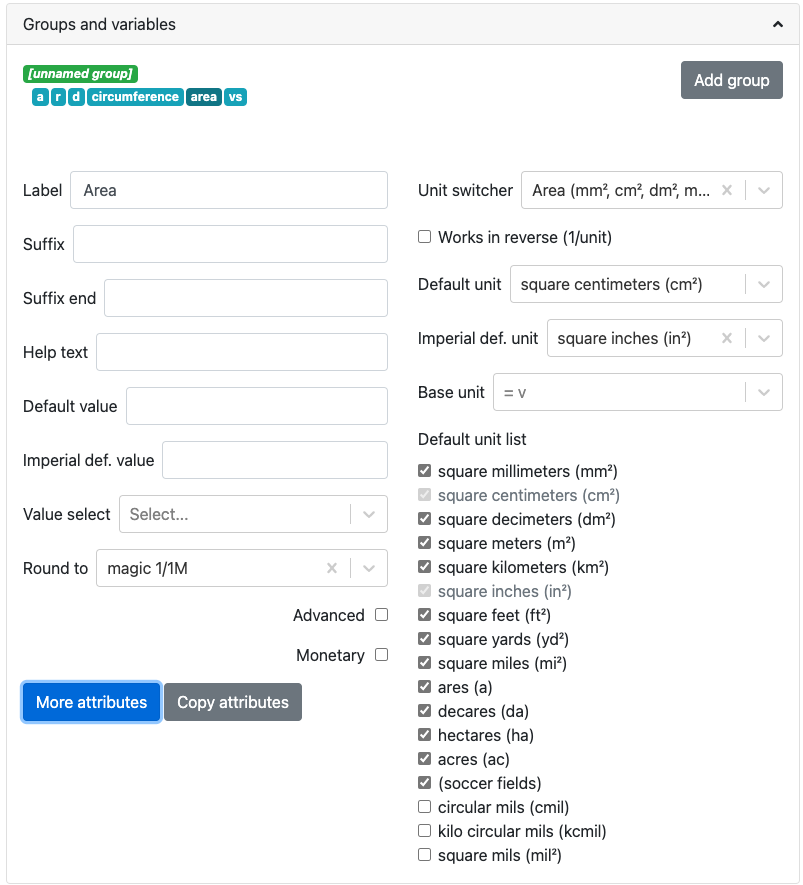 Groups and variables
[unnamed group]
a r d circumference area vs
Add group
Label Area
Suffix
Suffix end
Help text
Default value
Imperial def. value
Value select Select...
Round to magic 1/1M
Advanced
Monetary
More attributes Copy attributes
Unit switcher Area (mm², cm², dm², m...
Works in reverse (1/unit)
Default unit square centimeters (cm²)
Imperial def. unit square inches (in²)
Base unit = v
Default unit list
square millimeters (mm²)
square centimeters (cm²)
square decimeters (dm²)
square meters (m²)
square kilometers (km²)
square inches (in²)
square feet (ft²)
square yards (yd²)
square miles (mi²)
ares (a)
decares (da)
hectares (ha)
acres (ac)
(soccer fields)
circular mils (cmil)
kilo circular mils (kcmil)
square mils (mil²)